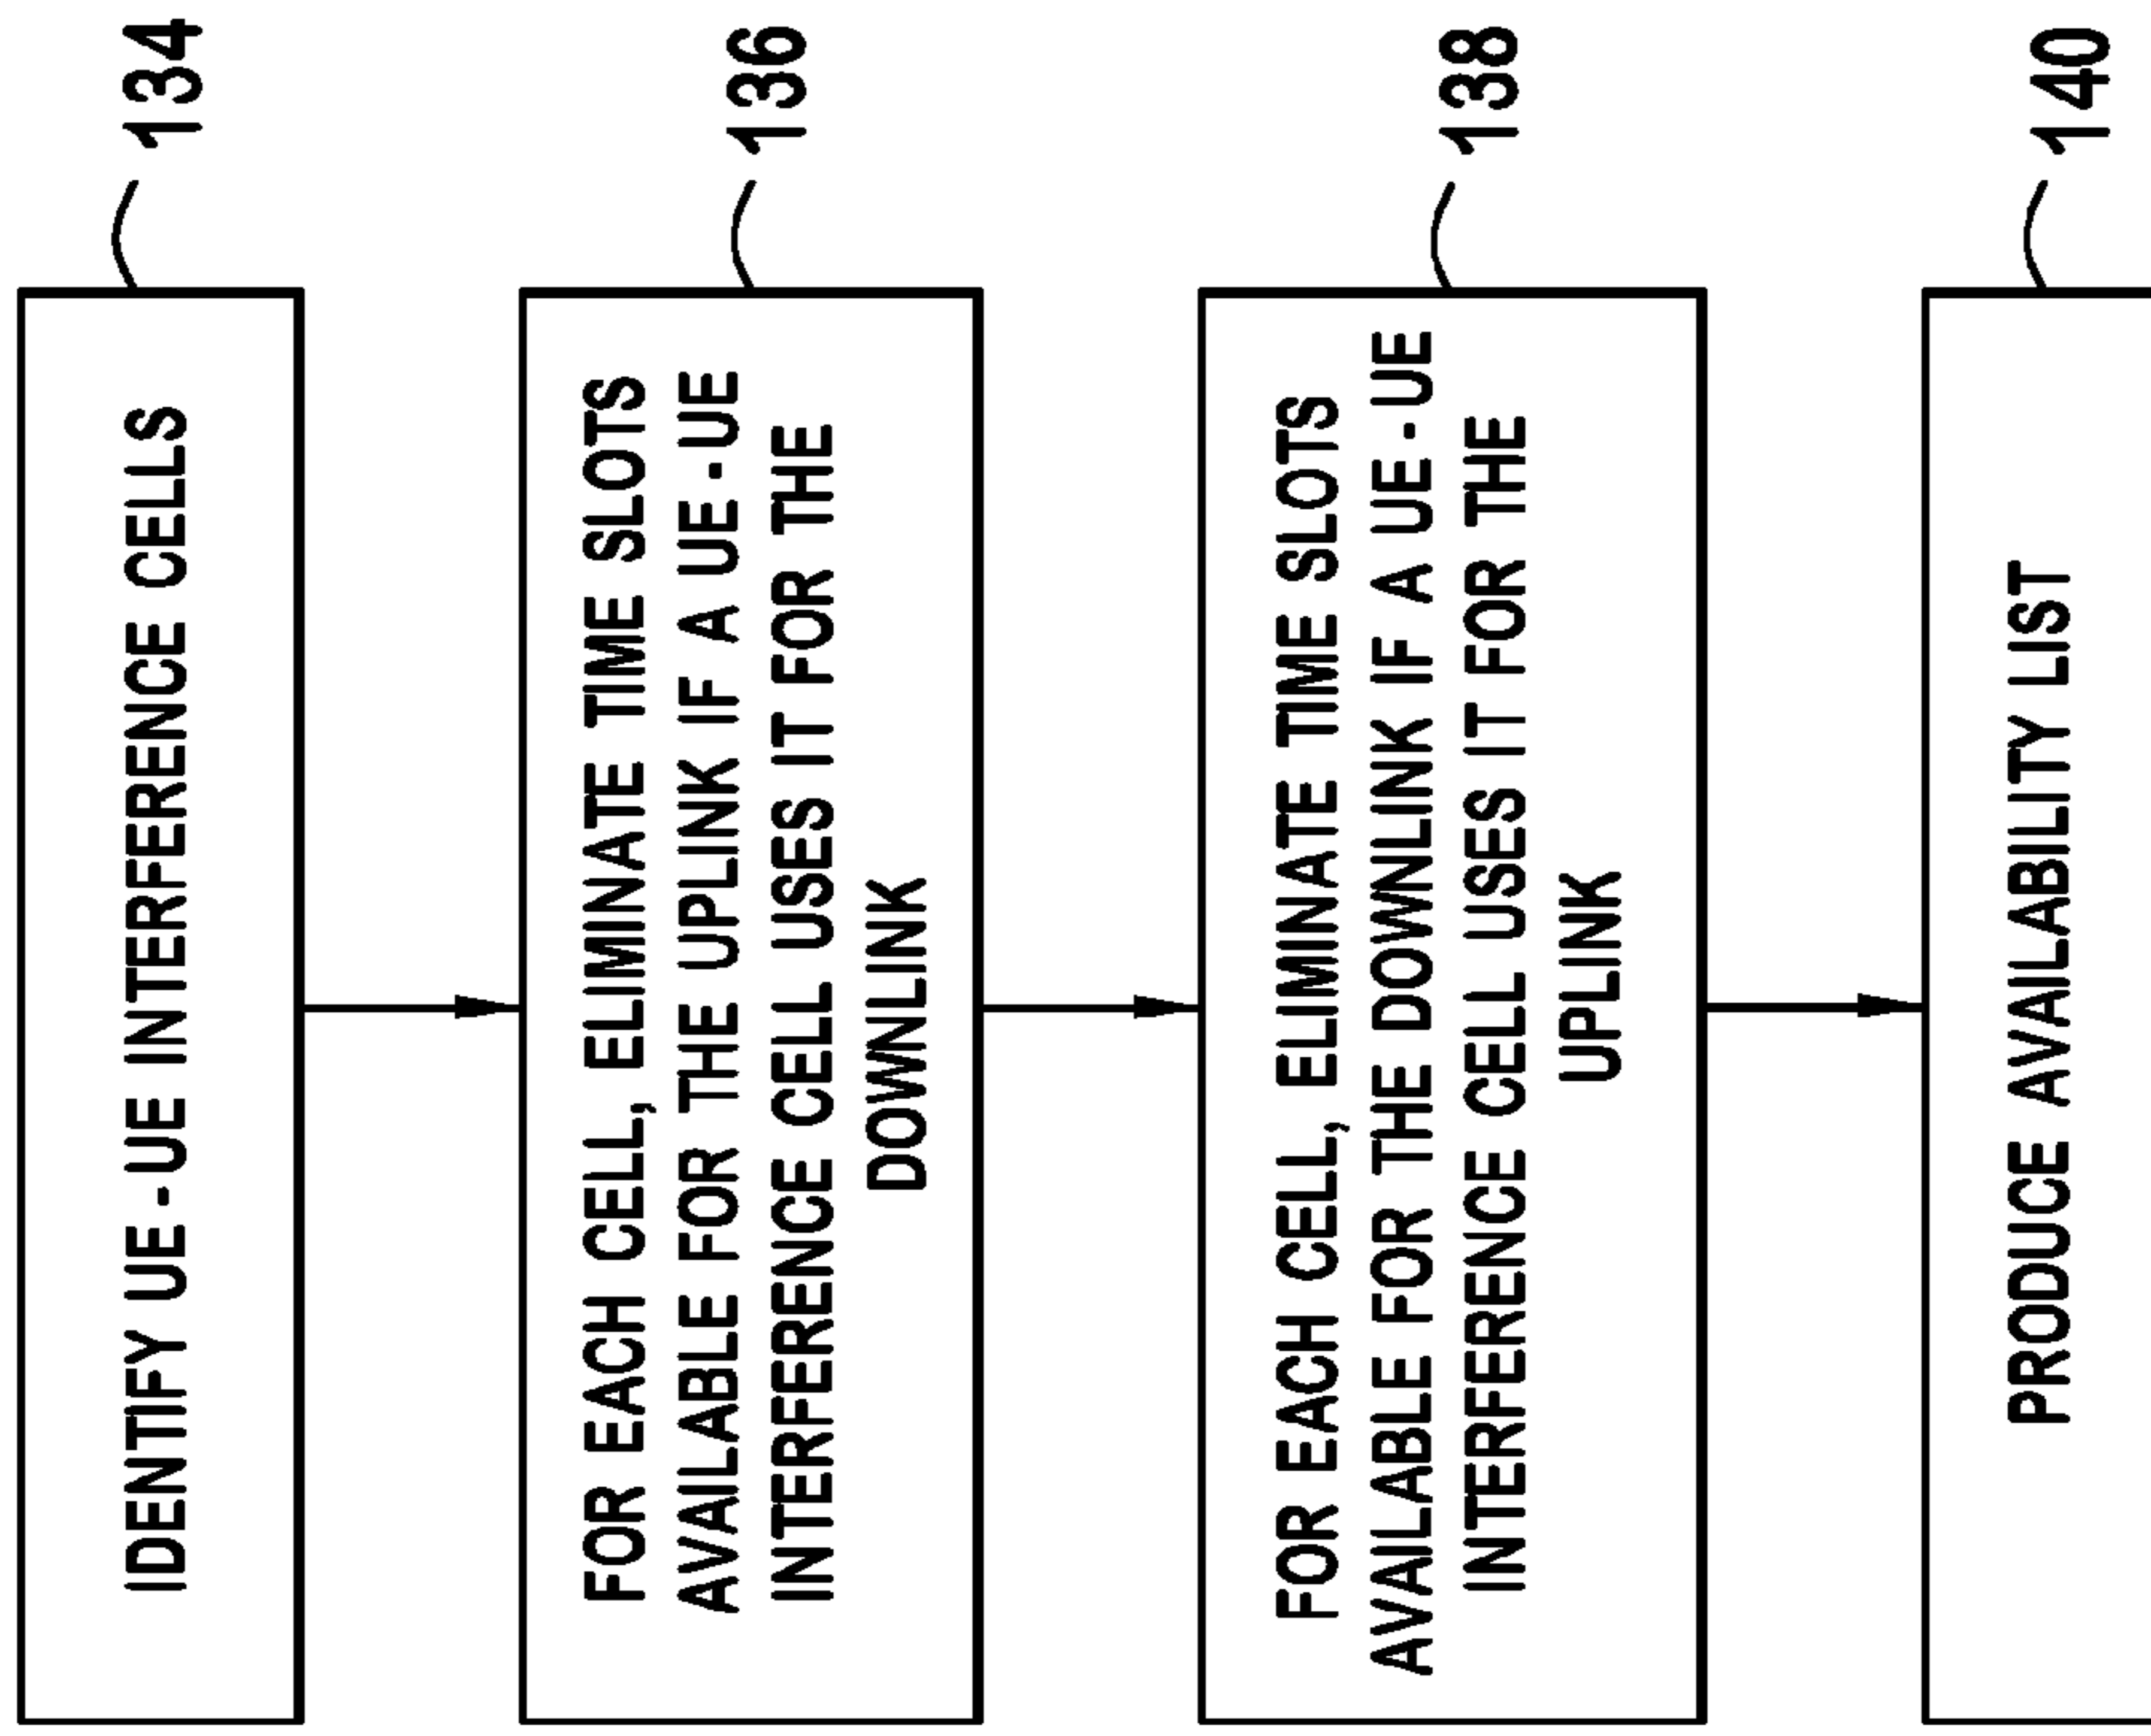 IDENTIFY UE-UE INTERFERENCE CELLS
134
FOR EACH CELL, ELIMINATE TIME SLOTS
AVAILABLE FOR THE UPLINK IF A UE-UE
INTERFERENCE CELL USES IT FOR THE
DOWNLINK
136
FOR EACH CELL, ELIMINATE TIME SLOTS
AVAILABLE FOR THE DOWNLINK IF A UE-UE
INTERFERENCE CELL USES IT FOR THE
UPLINK
138
PRODUCE AVAILABILITY LIST
140